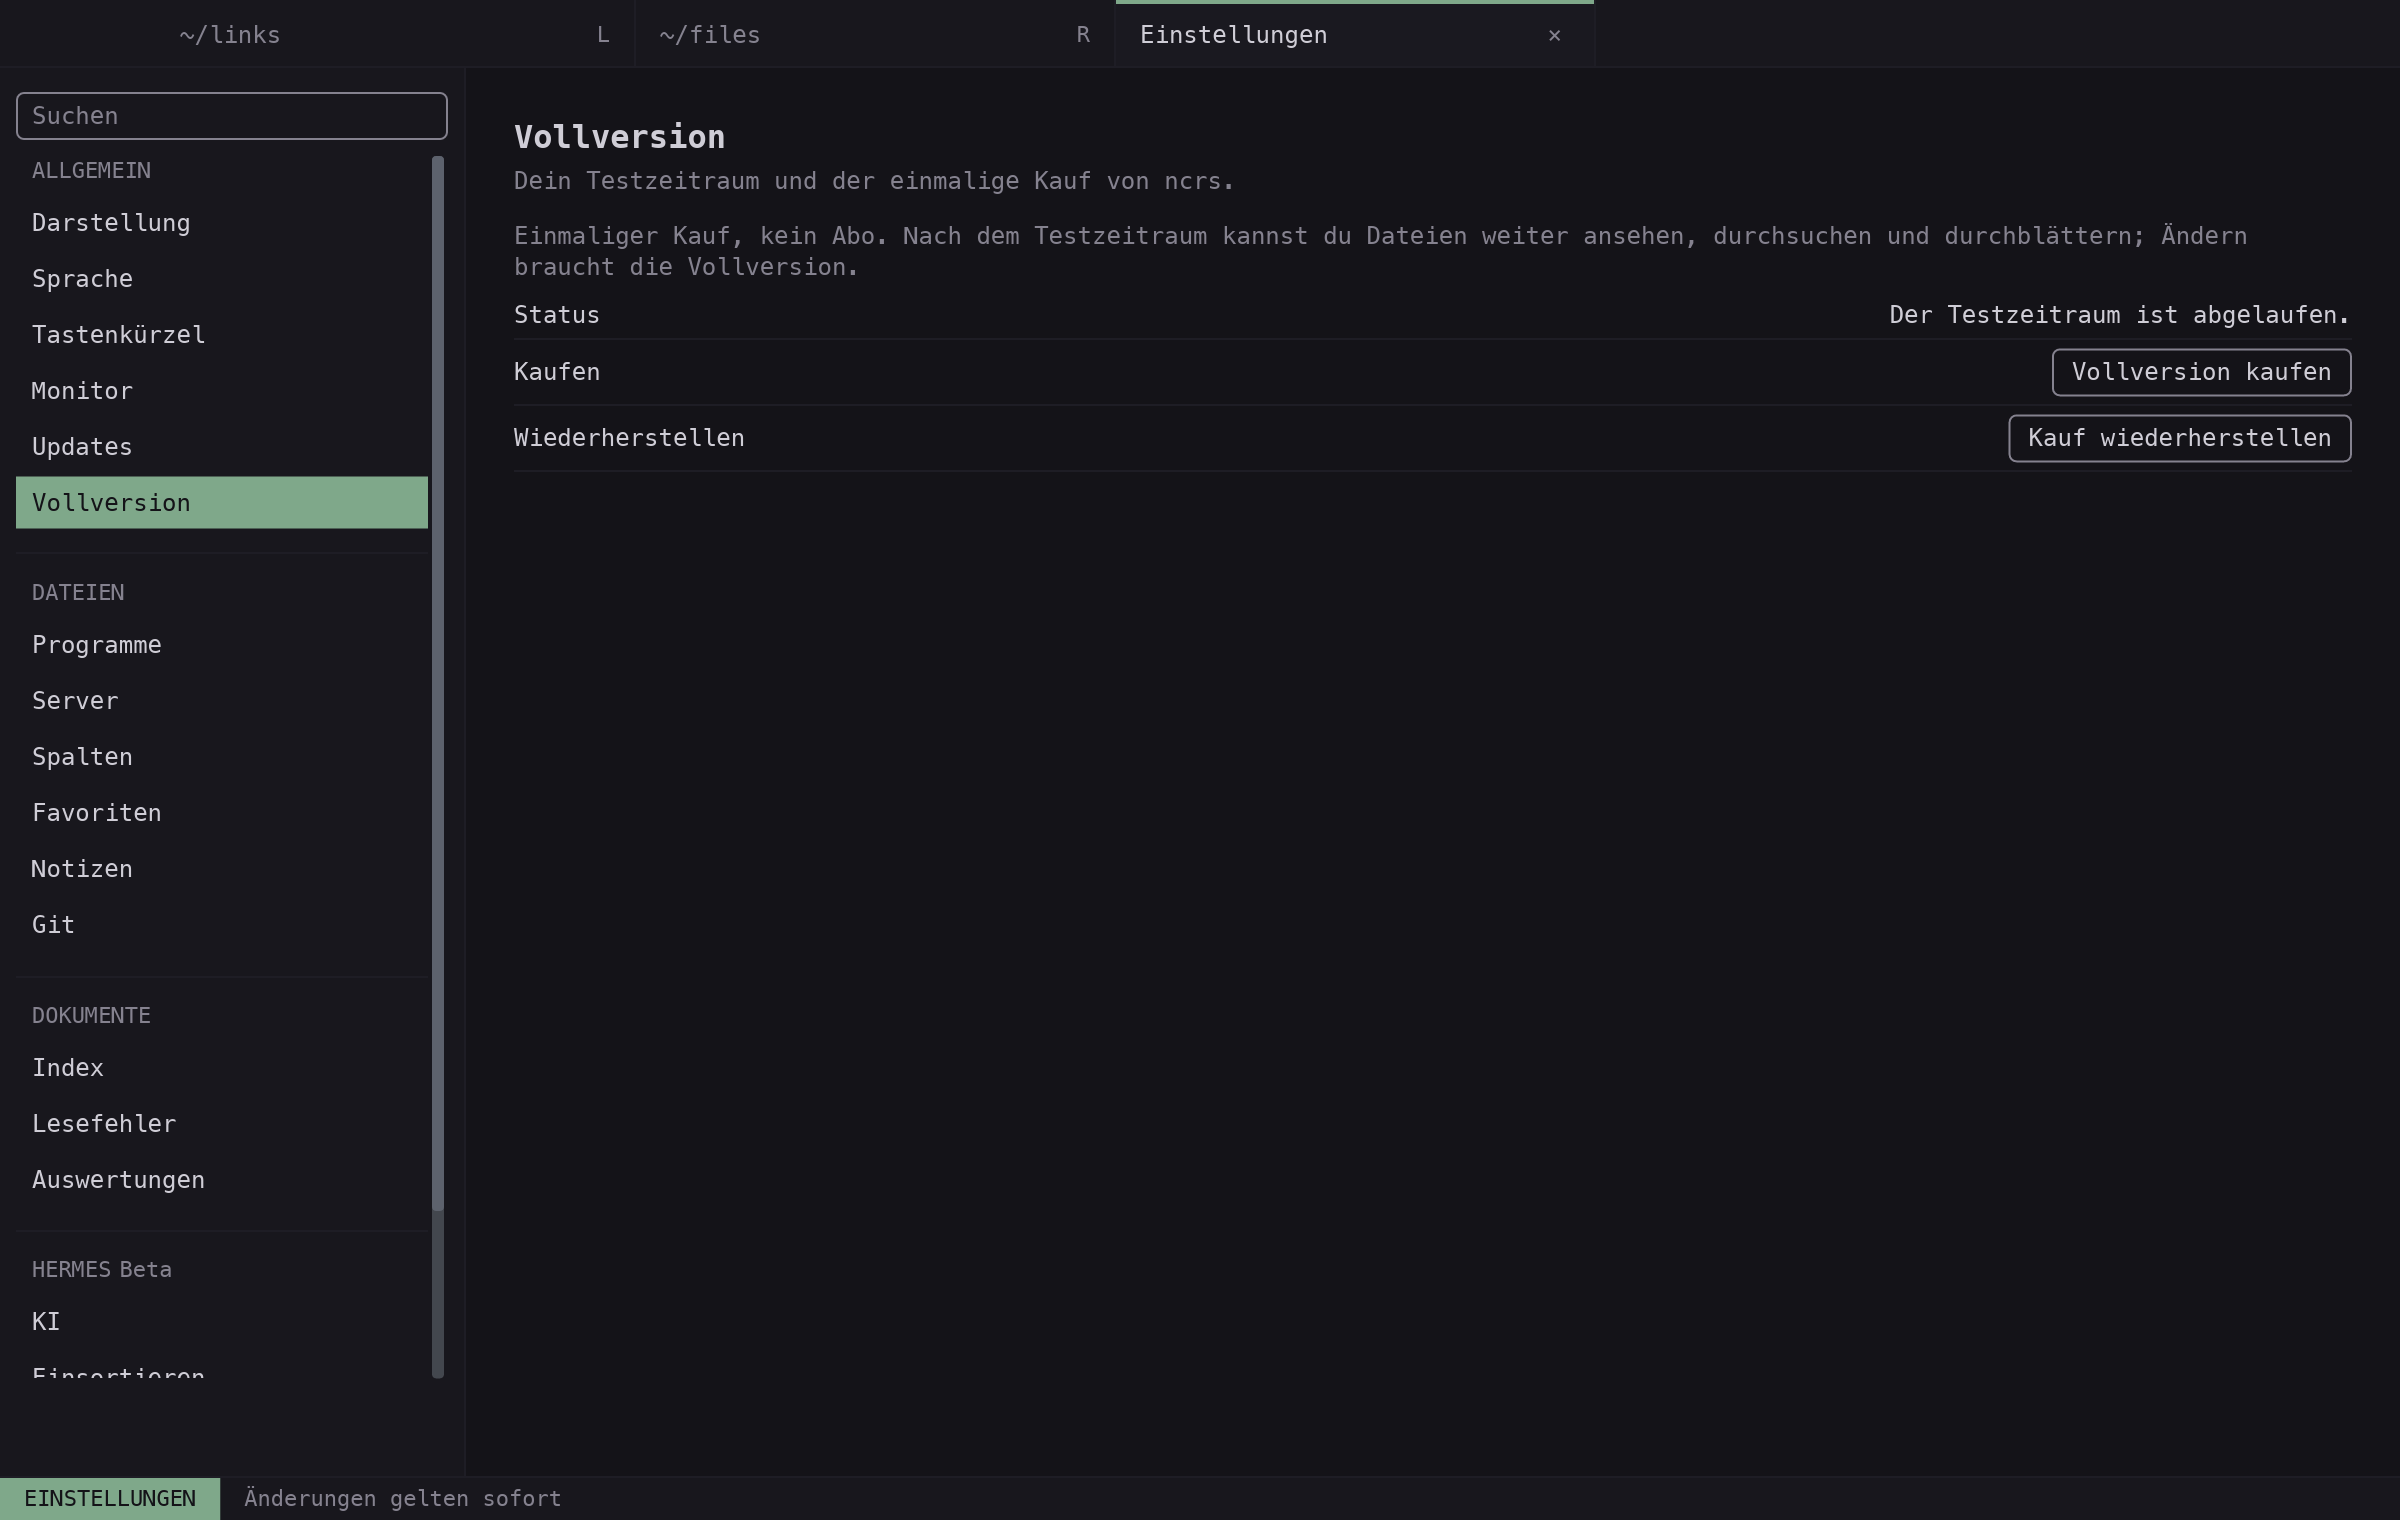 ~/links L ~/files R Einstellungen ×
Suchen
ALLGEMEIN
Darstellung
Sprache
Tastenkürzel
Monitor
Updates
Vollversion
DATEIEN
Programme
Server
Spalten
Favoriten
Notizen
Git
DOKUMENTE
Index
Lesefehler
Auswertungen
HERMES Beta
KI
Einsortieren
Vollversion
Dein Testzeitraum und der einmalige Kauf von ncrs.
Einmaliger Kauf, kein Abo. Nach dem Testzeitraum kannst du Dateien weiter ansehen, durchsuchen und durchblättern; Ändern
braucht die Vollversion.
Status Der Testzeitraum ist abgelaufen.
Kaufen Vollversion kaufen
Wiederherstellen Kauf wiederherstellen
EINSTELLUNGEN Änderungen gelten sofort